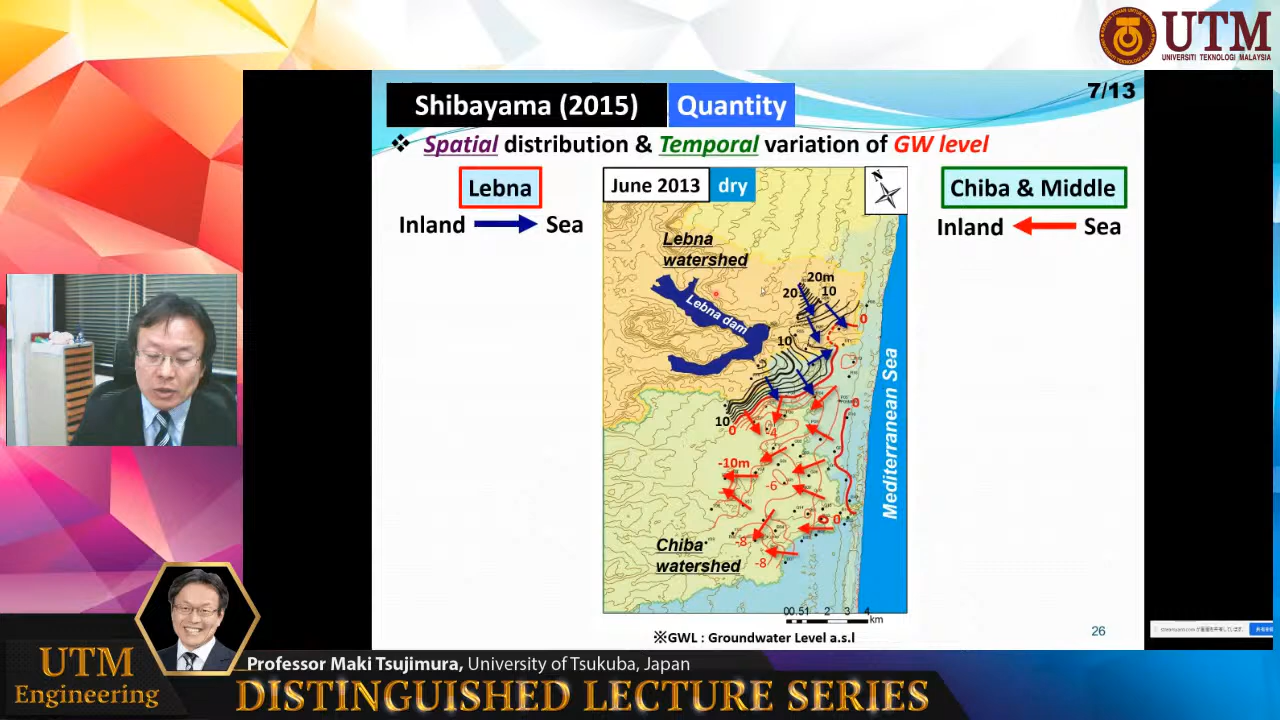 UTM
UNIVERSITI TEKNOLOGI MALAYSIA
7/13
Shibayama (2015)
Quantity
❖ Spatial distribution & Temporal variation of GW level
Lebna
Inland Sea
June 2013 dry
N
Chiba & Middle
Inland Sea
Lebna
watershed
Lebna dam
20m
20 10
0
10
0
10
0
-4
-10m
-6
0
-8
-8
Chiba
watershed
Mediterranean Sea
0 0.5 1 2 3 4
km
※GWL : Groundwater Level a.s.l
26
UTM
Engineering
Professor Maki Tsujimura, University of Tsukuba, Japan
DISTINGUISHED LECTURE SERIES